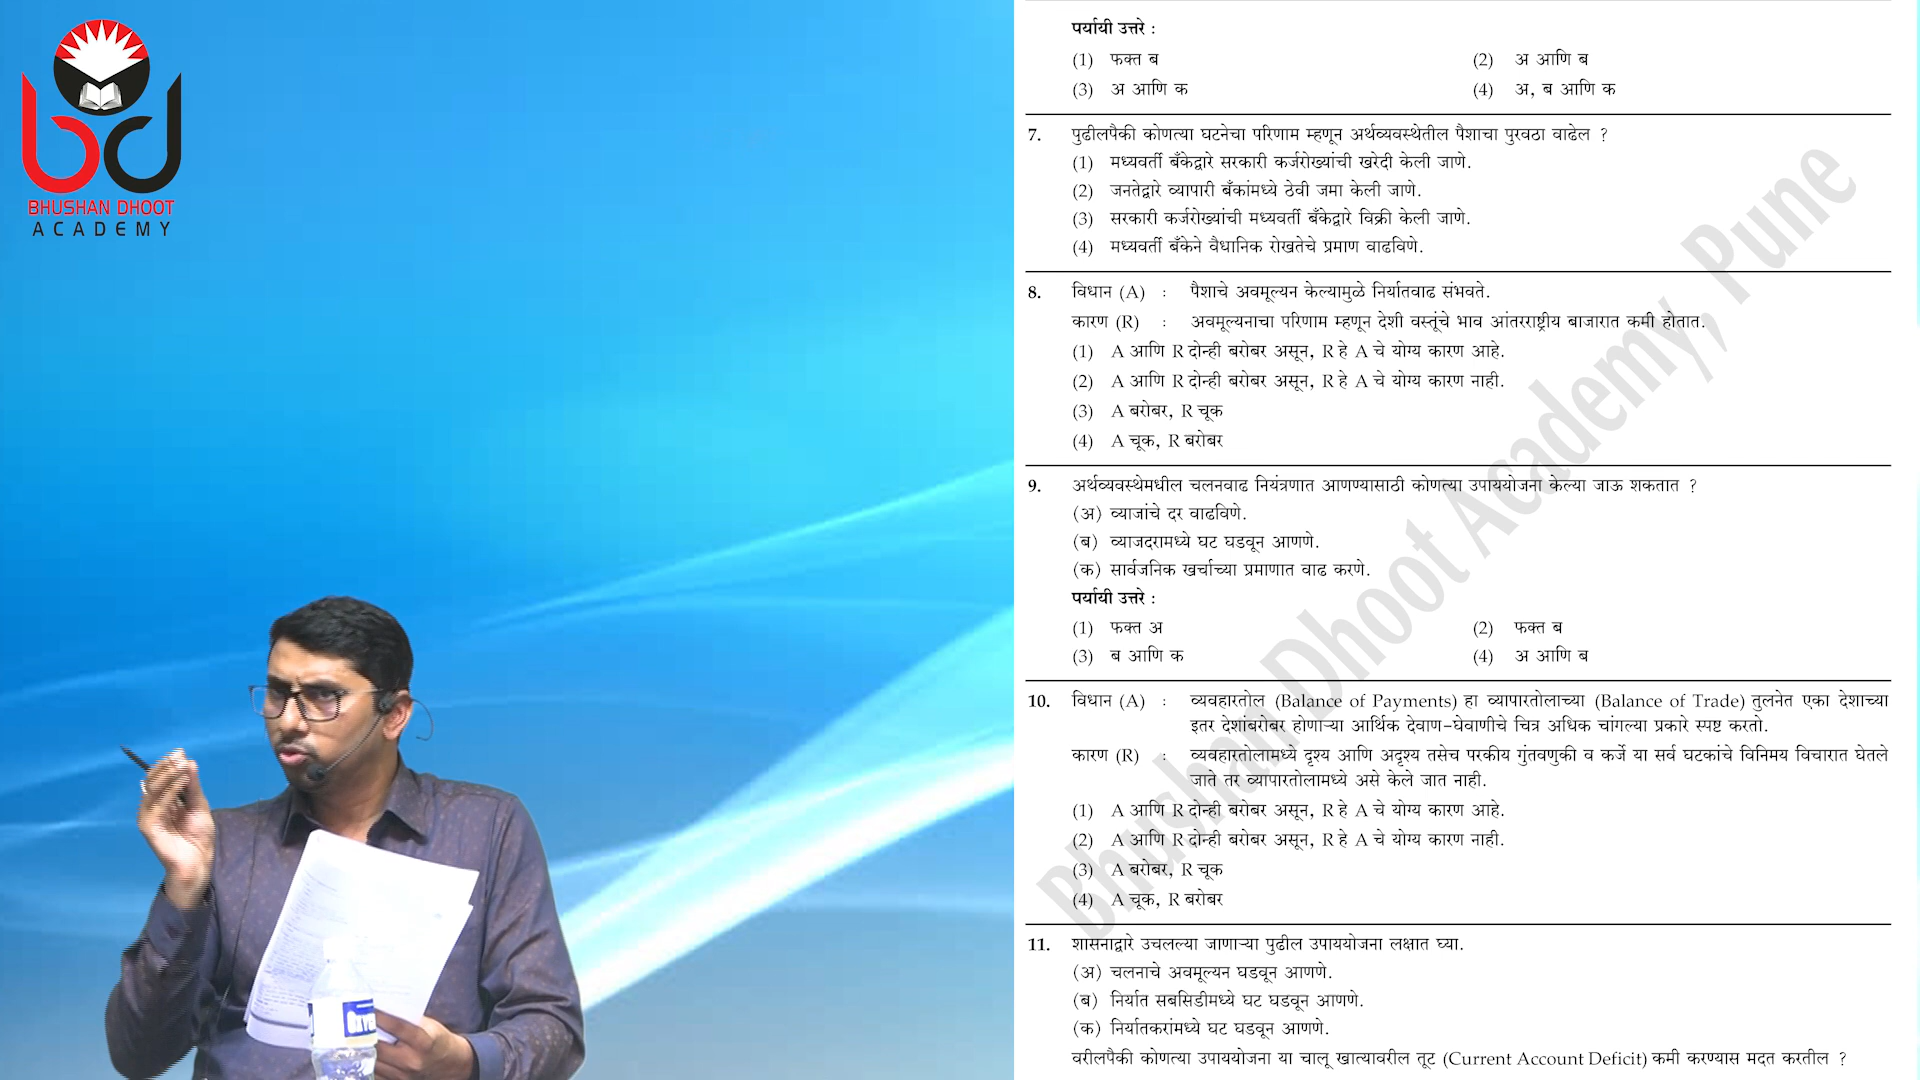 BHUSHAN DHOOT
ACADEMY
पर्यायी उत्तरे :
(1) फक्त ब (2) अ आणि ब
(3) अ आणि क (4) अ, ब आणि क
7. पुढीलपैकी कोणत्या घटनेचा परिणाम म्हणून अर्थव्यवस्थेतील पैशाचा पुरवठा वाढेल ?
(1) मध्यवर्ती बँकेद्वारे सरकारी कर्जरोख्यांची खरेदी केली जाणे.
(2) जनतेद्वारे व्यापारी बँकांमध्ये ठेवी जमा केली जाणे.
(3) सरकारी कर्जरोख्यांची मध्यवर्ती बँकेद्वारे विक्री केली जाणे.
(4) मध्यवर्ती बँकेने वैधानिक रोखतेचे प्रमाण वाढविणे.
8. विधान (A) : पैशाचे अवमूल्यन केल्यामुळे निर्यातवाढ संभवते.
कारण (R) : अवमूल्यनाचा परिणाम म्हणून देशी वस्तूंचे भाव आंतरराष्ट्रीय बाजारात कमी होतात.
(1) A आणि R दोन्ही बरोबर असून, R हे A चे योग्य कारण आहे.
(2) A आणि R दोन्ही बरोबर असून, R हे A चे योग्य कारण नाही.
(3) A बरोबर, R चूक
(4) A चूक, R बरोबर
9. अर्थव्यवस्थेमधील चलनवाढ नियंत्रणात आणण्यासाठी कोणत्या उपाययोजना केल्या जाऊ शकतात ?
(अ) व्याजांचे दर वाढविणे.
(ब) व्याजदरामध्ये घट घडवून आणणे.
(क) सार्वजनिक खर्चाच्या प्रमाणात वाढ करणे.
पर्यायी उत्तरे :
(1) फक्त अ (2) फक्त ब
(3) ब आणि क (4) अ आणि ब
10. विधान (A) : व्यवहारतोल (Balance of Payments) हा व्यापारतोलाच्या (Balance of Trade) तुलनेत एका देशाच्या
इतर देशांबरोबर होणाऱ्या आर्थिक देवाण-घेवाणीचे चित्र अधिक चांगल्या प्रकारे स्पष्ट करतो.
कारण (R) : व्यवहारतोलामध्ये दृश्य आणि अदृश्य तसेच परकीय गुंतवणुकी व कर्जे या सर्व घटकांचे विनिमय विचारात घेतले
जाते तर व्यापारतोलामध्ये असे केले जात नाही.
(1) A आणि R दोन्ही बरोबर असून, R हे A चे योग्य कारण आहे.
(2) A आणि R दोन्ही बरोबर असून, R हे A चे योग्य कारण नाही.
(3) A बरोबर, R चूक
(4) A चूक, R बरोबर
11. शासनाद्वारे उचलल्या जाणाऱ्या पुढील उपाययोजना लक्षात घ्या.
(अ) चलनाचे अवमूल्यन घडवून आणणे.
(ब) निर्यात सबसिडीमध्ये घट घडवून आणणे.
(क) निर्यातकरांमध्ये घट घडवून आणणे.
वरीलपैकी कोणत्या उपाययोजना या चालू खात्यावरील तूट (Current Account Deficit) कमी करण्यास मदत करतील ?
Bhushan Dhoot Academy, Pune